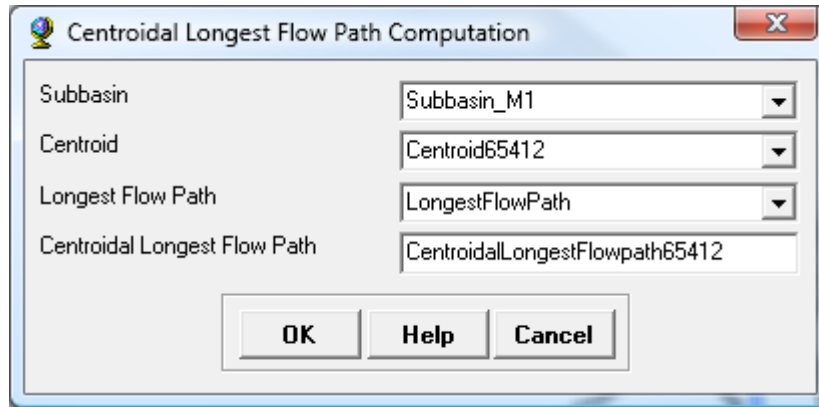 Centroidal Longest Flow Path Computation
Subbasin Subbasin_M1
Centroid Centroid65412
Longest Flow Path LongestFlowPath
Centroidal Longest Flow Path CentroidalLongestFlowpath65412
OK Help Cancel